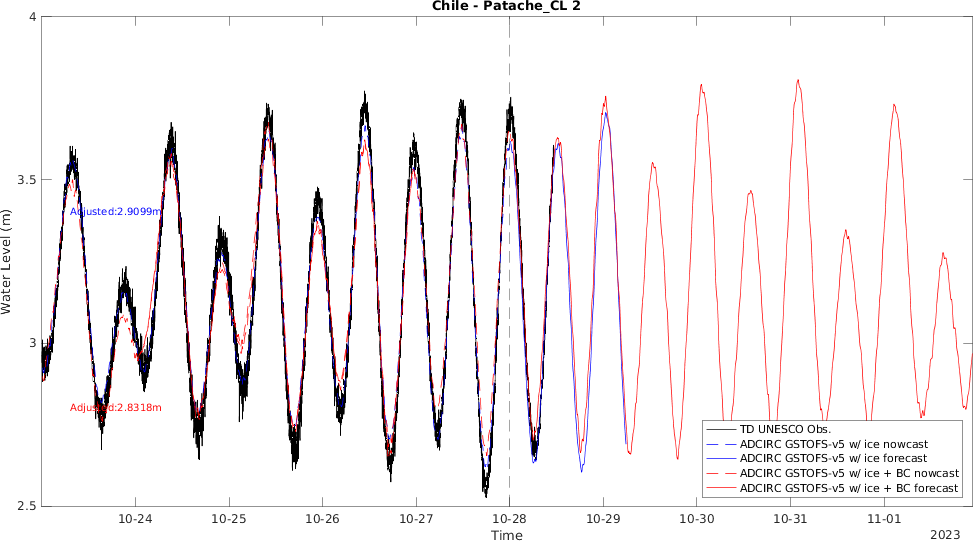 Chile - Patache_CL 2
4
3.5
3
2.5
Water Level (m)
Adjusted:2.9099m
Adjusted:2.8318m
TD UNESCO Obs.
ADCIRC GSTOFS-v5 w/ ice nowcast
ADCIRC GSTOFS-v5 w/ ice forecast
ADCIRC GSTOFS-v5 w/ ice + BC nowcast
ADCIRC GSTOFS-v5 w/ ice + BC forecast
10-24 10-25 10-26 10-27 10-28 10-29 10-30 10-31 11-01
Time
2023